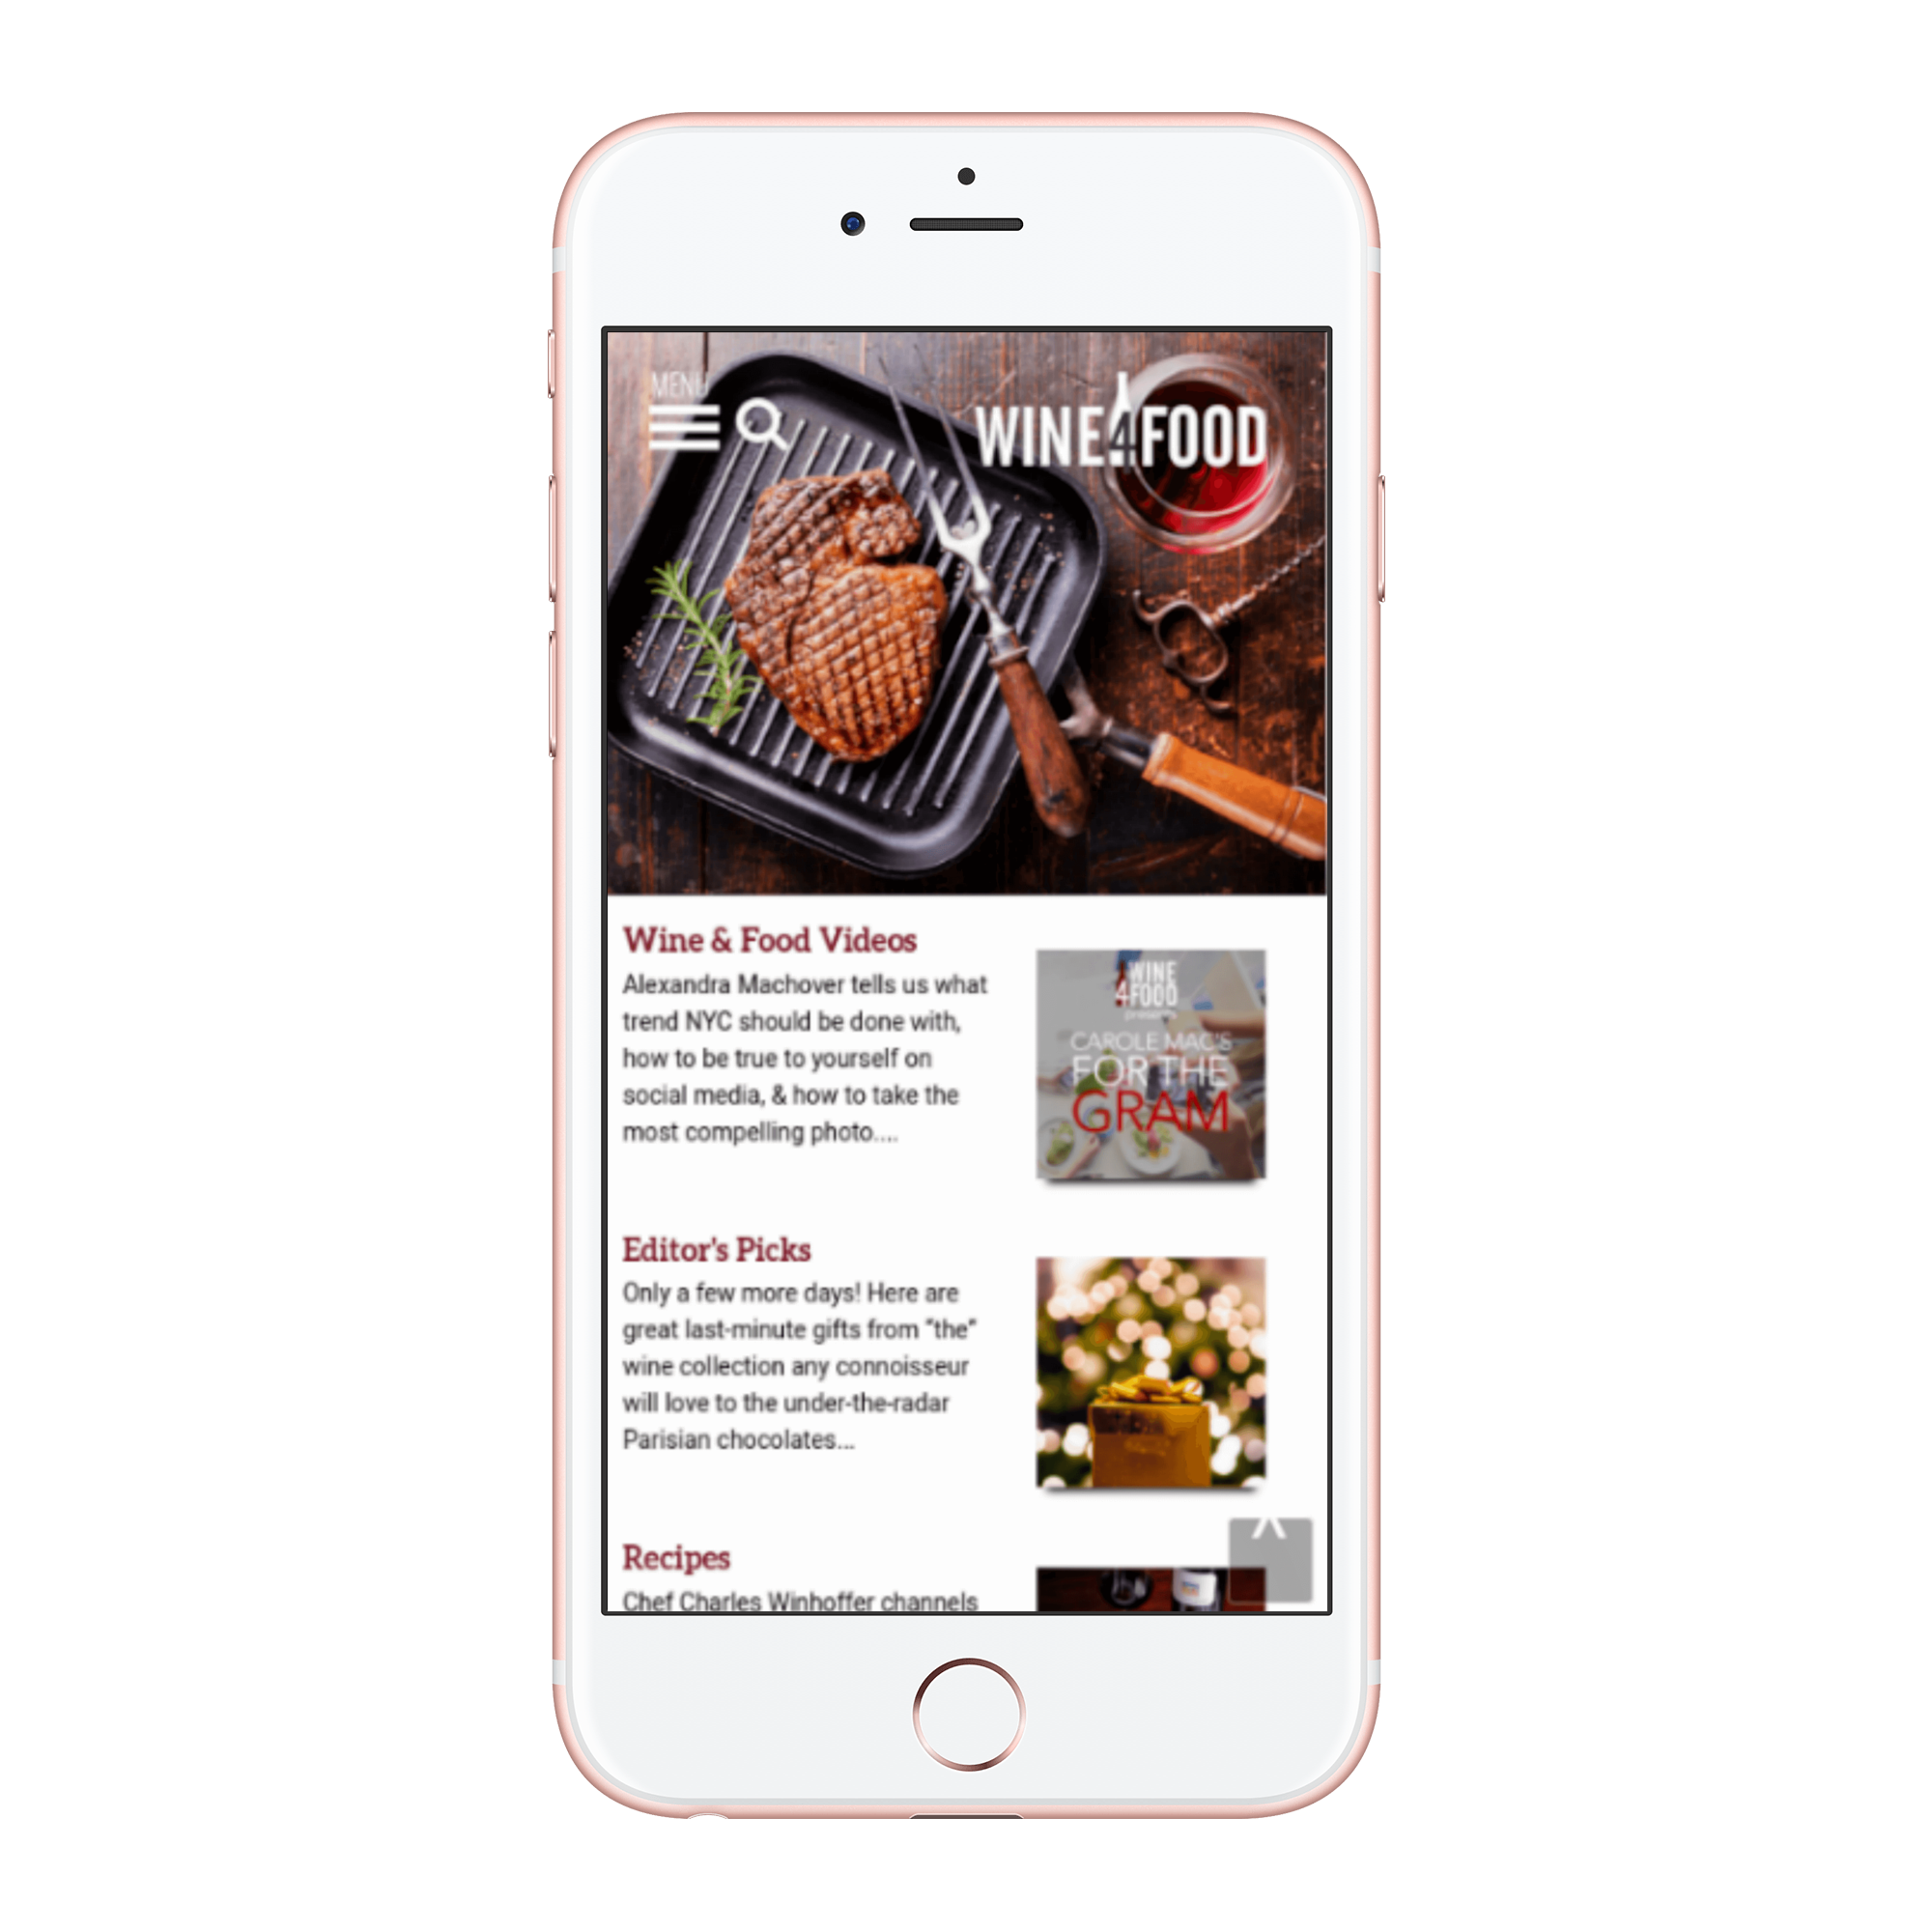 MENU
WINE4FOOD
Wine & Food Videos
Alexandra Machover tells us what
trend NYC should be done with,
how to be true to yourself on
social media, & how to take the
most compelling photo....
WINE
4FOOD
presents
CAROLE MAC'S
FOR THE
GRAM
Editor's Picks
Only a few more days! Here are
great last-minute gifts from “the”
wine collection any connoisseur
will love to the under-the-radar
Parisian chocolates...
Recipes
Chef Charles Winhoffer channels